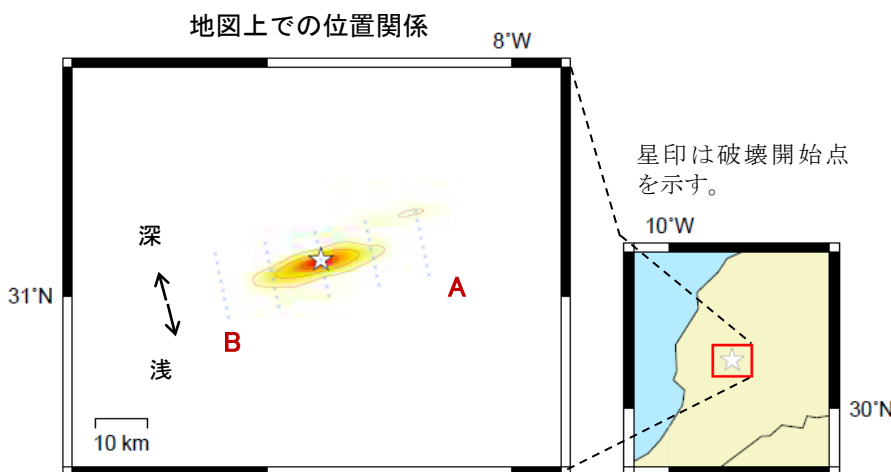 地図上での位置関係
8°W
星印は破壊開始点
を示す。
10°W
深
31°N
A
B
浅
10 km
30°N